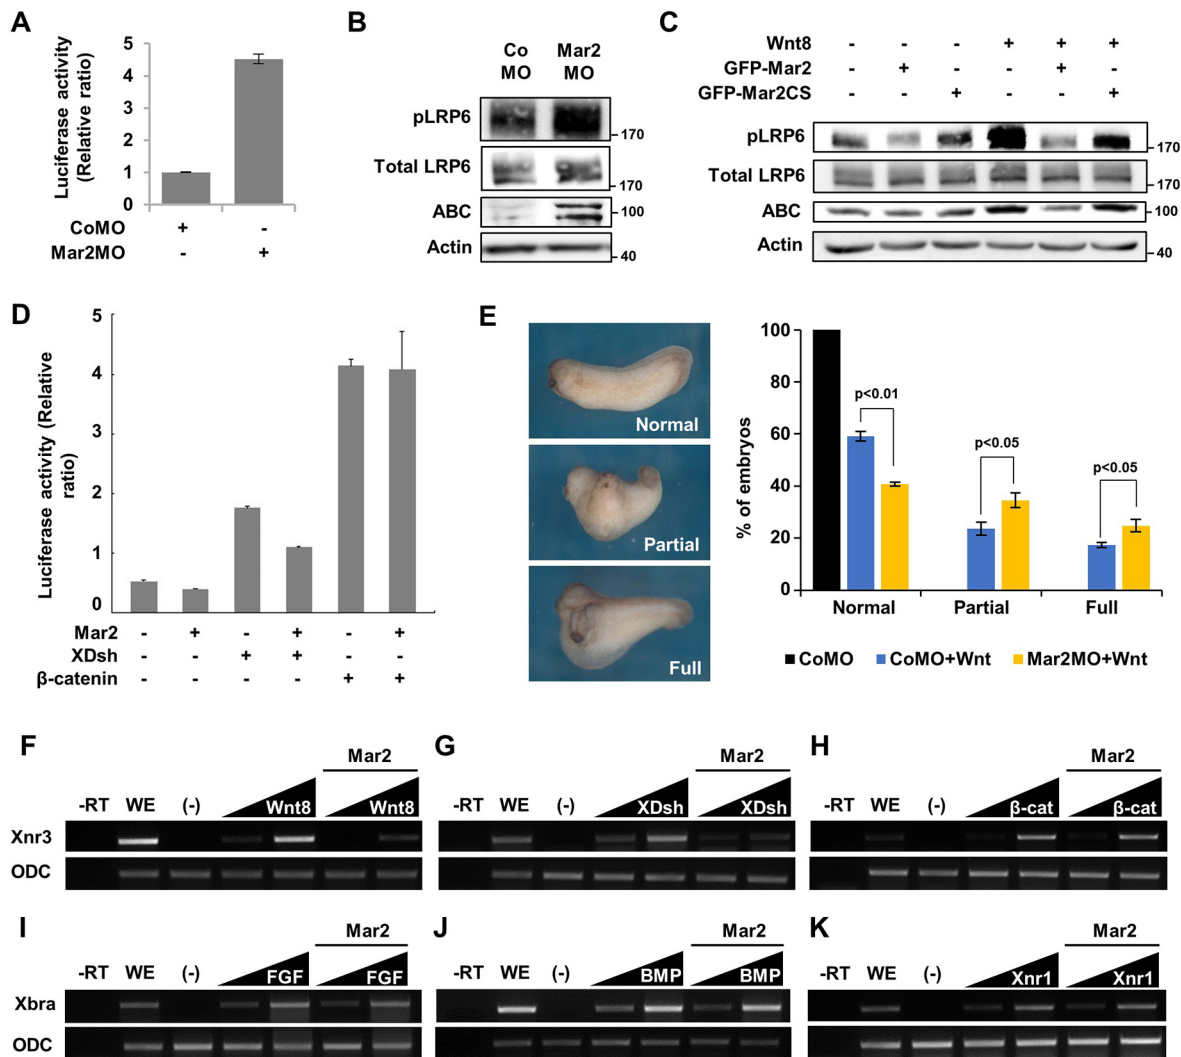 A
Luciferase activity
(Relative ratio)
5
4
3
2
1
0
CoMO + -
Mar2MO - +
B
Co MO Mar2 MO
pLRP6
170
Total LRP6
170
ABC
100
Actin
40
C
Wnt8 - - - + + +
GFP-Mar2 - + - - + -
GFP-Mar2CS - - + - - +
pLRP6
170
Total LRP6
170
ABC
100
Actin
40
D
Luciferase activity (Relative
ratio)
5
4
3
2
1
0
Mar2 - + - + - +
XDsh - - + + - -
β-catenin - - - - + +
E
Normal
Partial
Full
% of embryos
100
80
60
40
20
0
p<0.01
p<0.05
p<0.05
Normal Partial Full
CoMO CoMO+Wnt Mar2MO+Wnt
F
Mar2
-RT WE (-) Wnt8 Wnt8
Xnr3
ODC
G
Mar2
-RT WE (-) XDsh XDsh
H
Mar2
-RT WE (-) β-cat β-cat
I
Mar2
-RT WE (-) FGF FGF
Xbra
ODC
J
Mar2
-RT WE (-) BMP BMP
K
Mar2
-RT WE (-) Xnr1 Xnr1